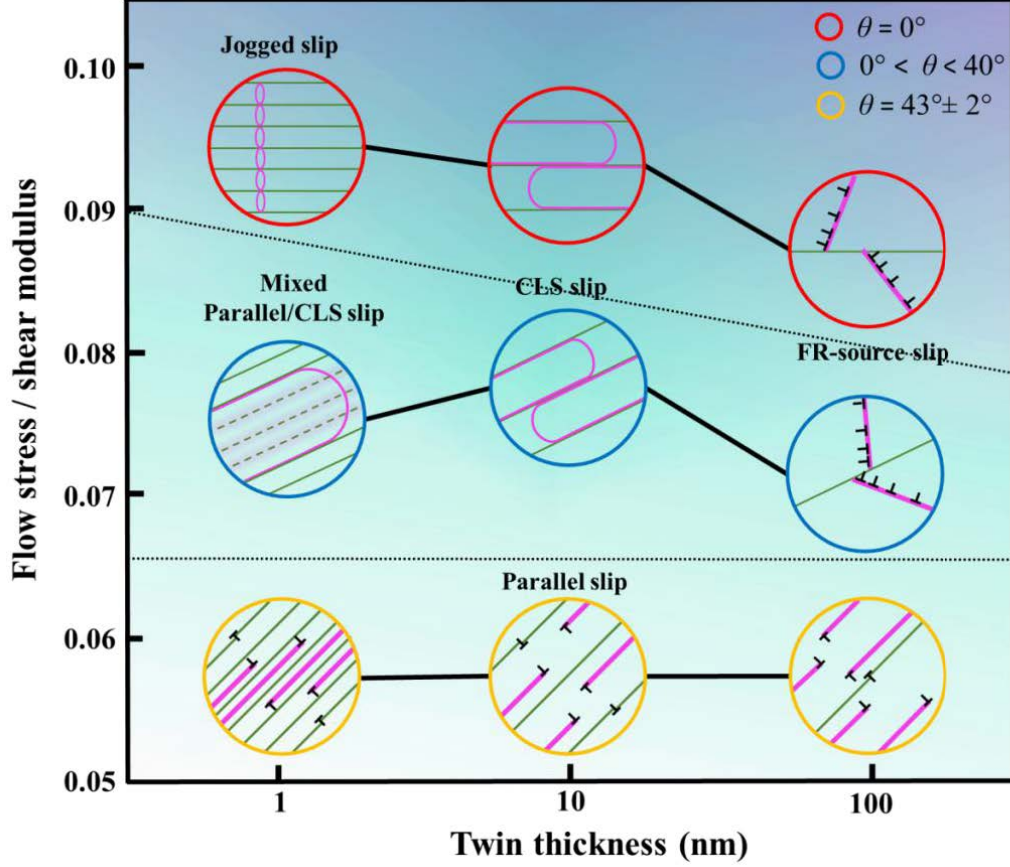 θ = 0°
0° < θ < 40°
θ = 43°± 2°
Jogged slip
0.10
0.09
Mixed
Parallel/CLS slip
CLS slip
FR-source slip
0.08
0.07
Parallel slip
0.06
0.05
1
10
100
Twin thickness (nm)
Flow stress / shear modulus